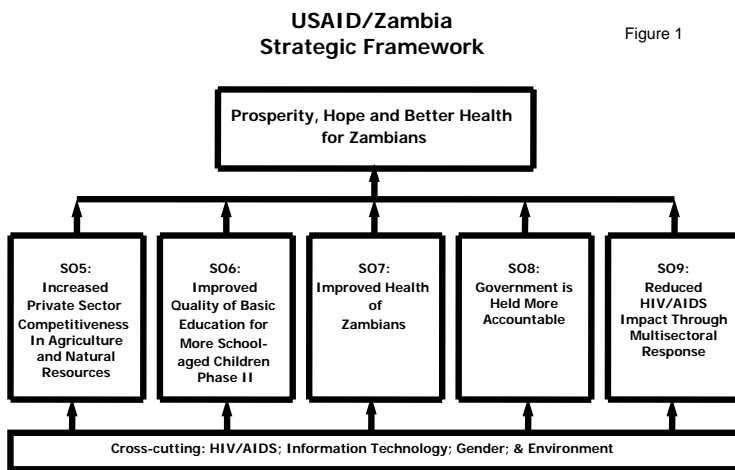 USAID/Zambia
Strategic Framework
Figure 1
Prosperity, Hope and Better Health
for Zambians
SO5:
Increased
Private Sector
Competitiveness
In Agriculture
and Natural
Resources
SO6:
Improved
Quality of Basic
Education for
More School-
aged Children
Phase II
SO7:
Improved Health
of
Zambians
SO8:
Government is
Held More
Accountable
SO9:
Reduced
HIV/AIDS
Impact Through
Multisectoral
Response
Cross-cutting: HIV/AIDS; Information Technology; Gender; & Environment